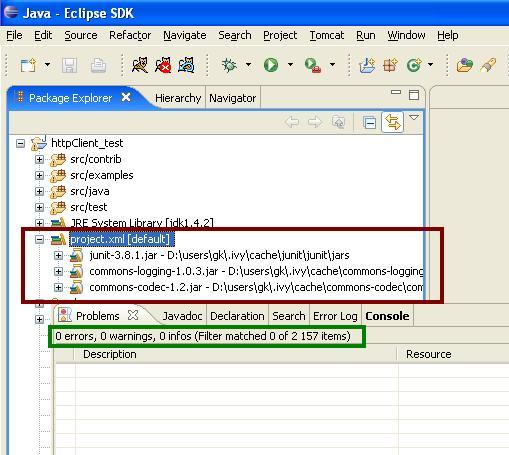 Java - Eclipse SDK
File Edit Source Refactor Navigate Search Project Tomcat Run Window Help
Package Explorer Hierarchy Navigator
httpClient_test
src/contrib
src/examples
src/java
src/test
JRE System Library [jdk1.4.2]
project.xml [default]
junit-3.8.1.jar - D:\users\gk\.ivy\cache\junit\junit\jars
commons-logging-1.0.3.jar - D:\users\gk\.ivy\cache\commons-logging
commons-codec-1.2.jar - D:\users\gk\.ivy\cache\commons-codec\com
Problems Javadoc Declaration Search Error Log Console
0 errors, 0 warnings, 0 infos (Filter matched 0 of 2 157 items)
Description Resource